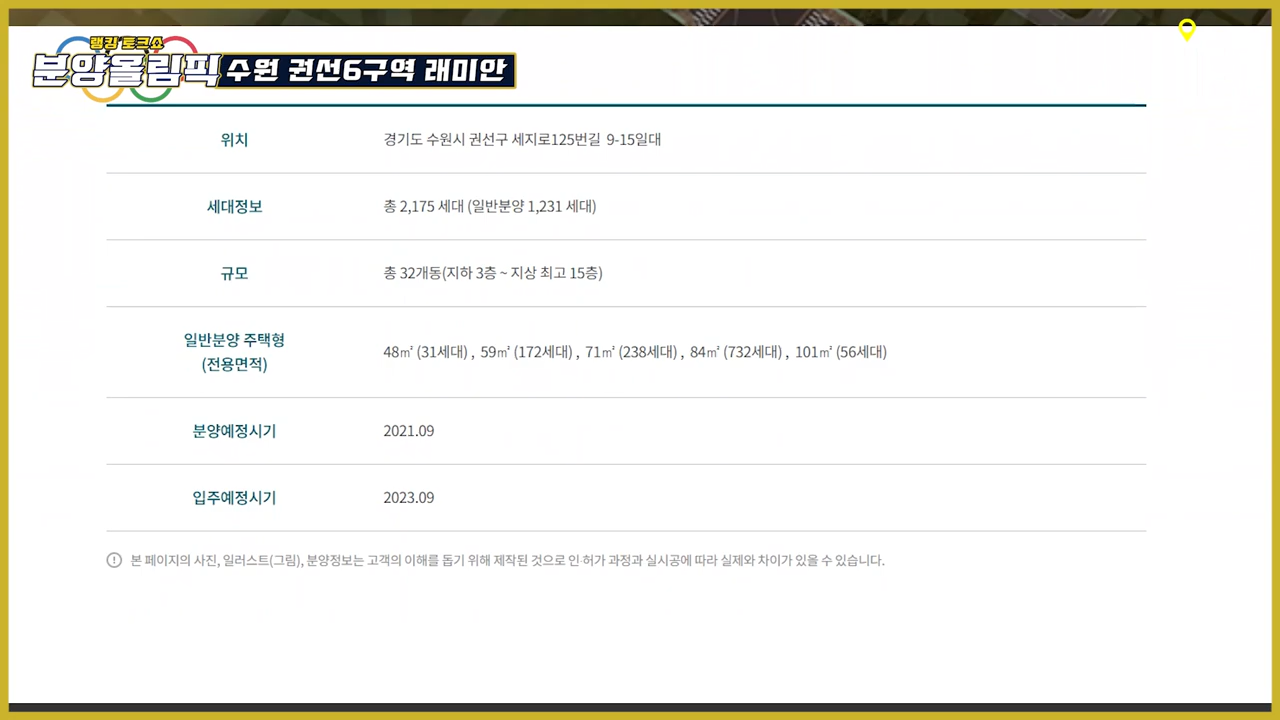 랭킹 토크쇼
분양올림픽 수원 권선6구역 래미안
위치 경기도 수원시 권선구 세지로125번길 9-15일대
세대정보 총 2,175 세대 (일반분양 1,231 세대)
규모 총 32개동(지하 3층 ~ 지상 최고 15층)
일반분양 주택형
(전용면적) 48㎡ (31세대) , 59㎡ (172세대) , 71㎡ (238세대) , 84㎡ (732세대) , 101㎡ (56세대)
분양예정시기 2021.09
입주예정시기 2023.09
본 페이지의 사진, 일러스트(그림), 분양정보는 고객의 이해를 돕기 위해 제작된 것으로 인·허가 과정과 실시공에 따라 실제와 차이가 있을 수 있습니다.